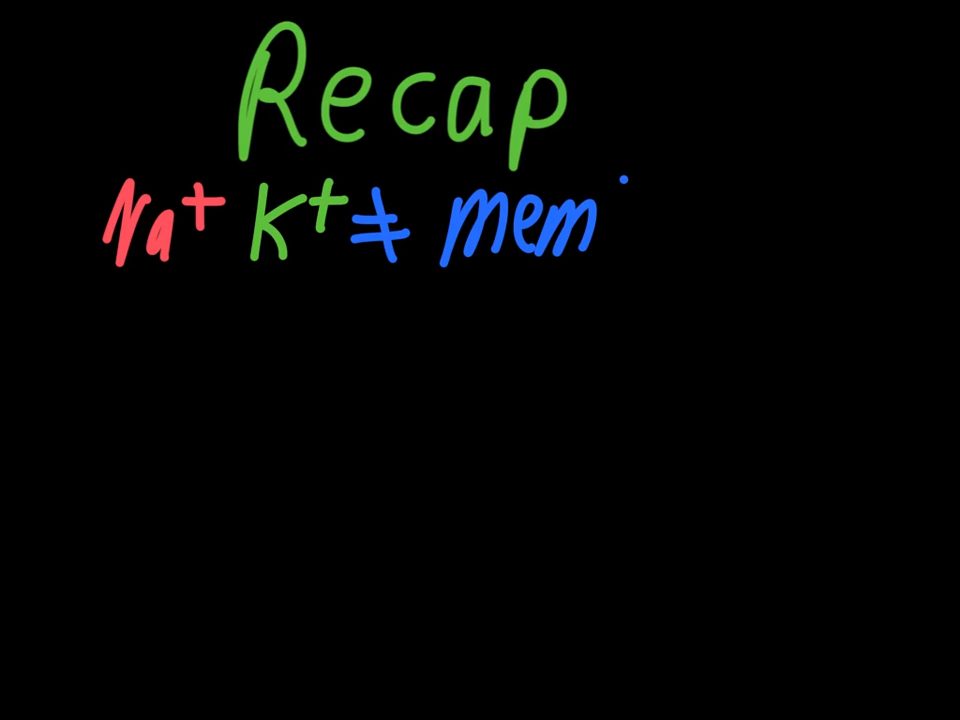 Recap
Na+ K+ ≠ mem